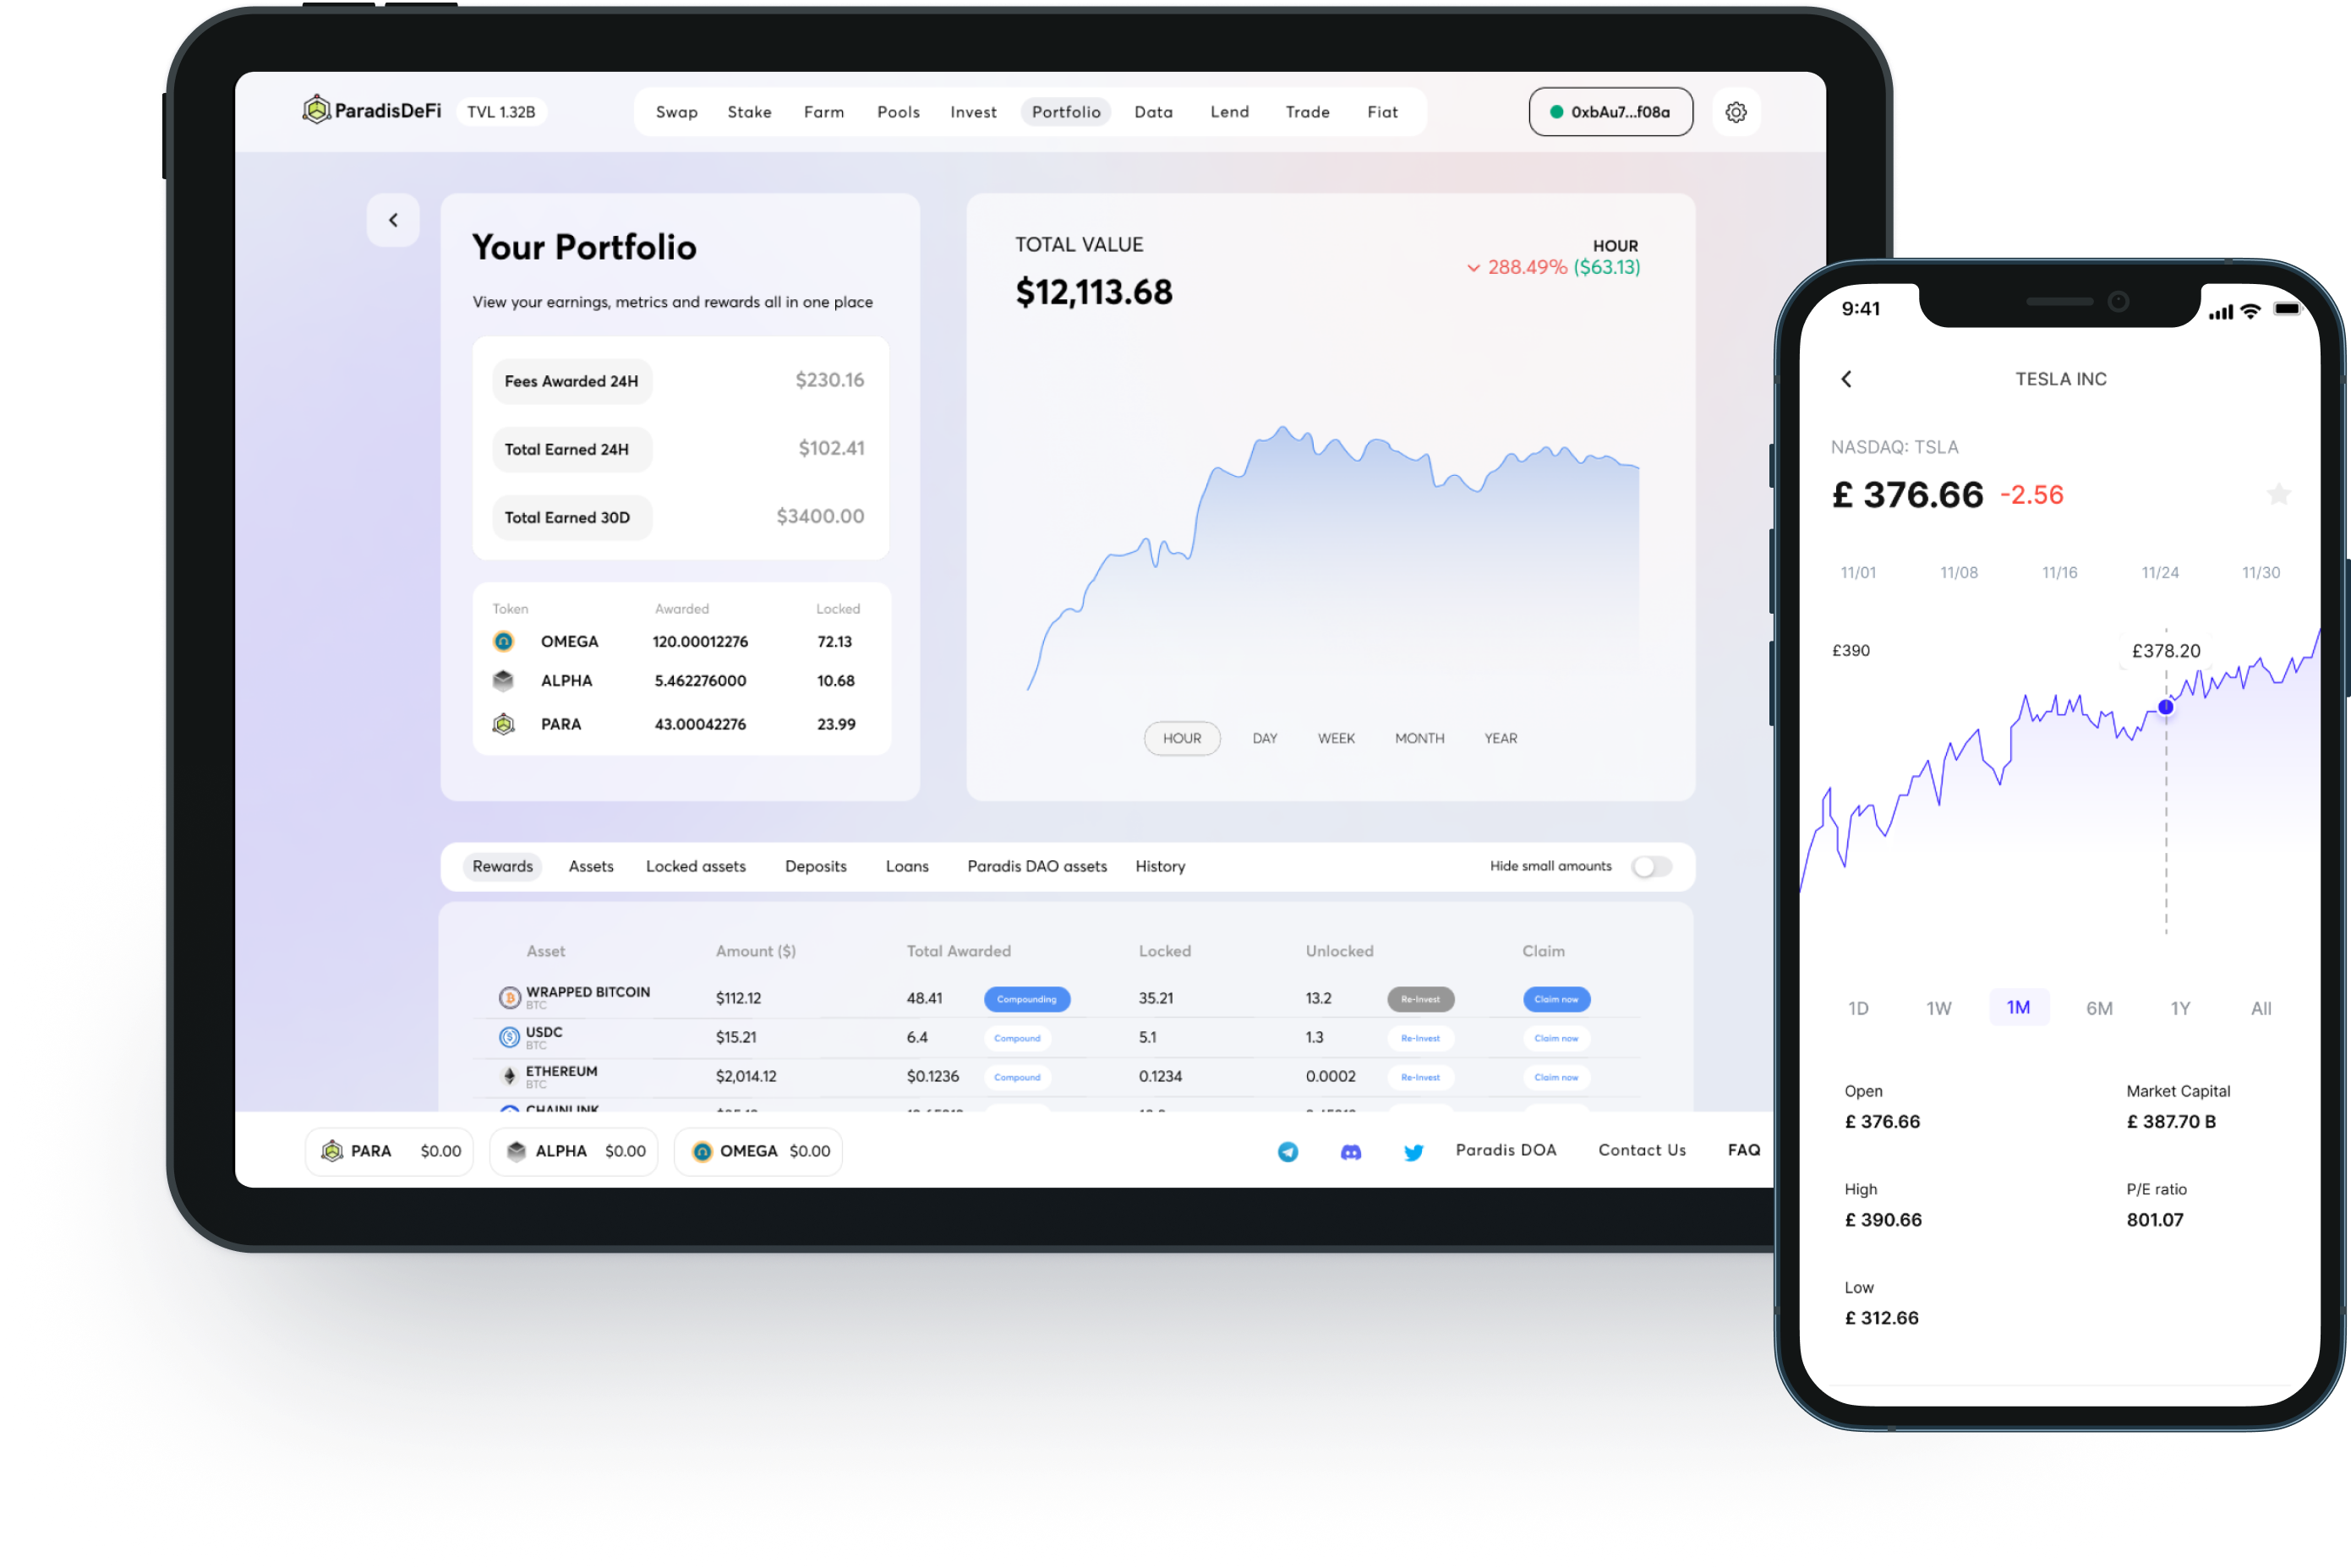 ParadisDeFi TVL 1.32B Swap Stake Farm Pools Invest Portfolio Data Lend Trade Fiat 0xbAu7...f08a
Your Portfolio
View your earnings, metrics and rewards all in one place
Fees Awarded 24H $230.16
Total Earned 24H $102.41
Total Earned 30D $3400.00
Token Awarded Locked
OMEGA 120.00012276 72.13
ALPHA 5.462276000 10.68
PARA 43.00042276 23.99
TOTAL VALUE
$12,113.68
HOUR
288.49% ($63.13)
HOUR DAY WEEK MONTH YEAR
Rewards Assets Locked assets Deposits Loans Paradis DAO assets History Hide small amounts
Asset Amount ($) Total Awarded Locked Unlocked Claim
WRAPPED BITCOIN
BTC
$112.12 48.41 Compounding 35.21 13.2 Re-Invest Claim now
USDC
BTC
$15.21 6.4 Compound 5.1 1.3 Re-Invest Claim now
ETHEREUM
BTC
$2,014.12 $0.1236 Compound 0.1234 0.0002 Re-Invest Claim now
CHAINLINK
PARA $0.00 ALPHA $0.00 OMEGA $0.00 Paradis DOA Contact Us FAQ
9:41
TESLA INC
NASDAQ: TSLA
£ 376.66 -2.56
11/01 11/08 11/16 11/24 11/30
£390 £378.20
1D 1W 1M 6M 1Y All
Open Market Capital
£ 376.66 £ 387.70 B
High P/E ratio
£ 390.66 801.07
Low
£ 312.66